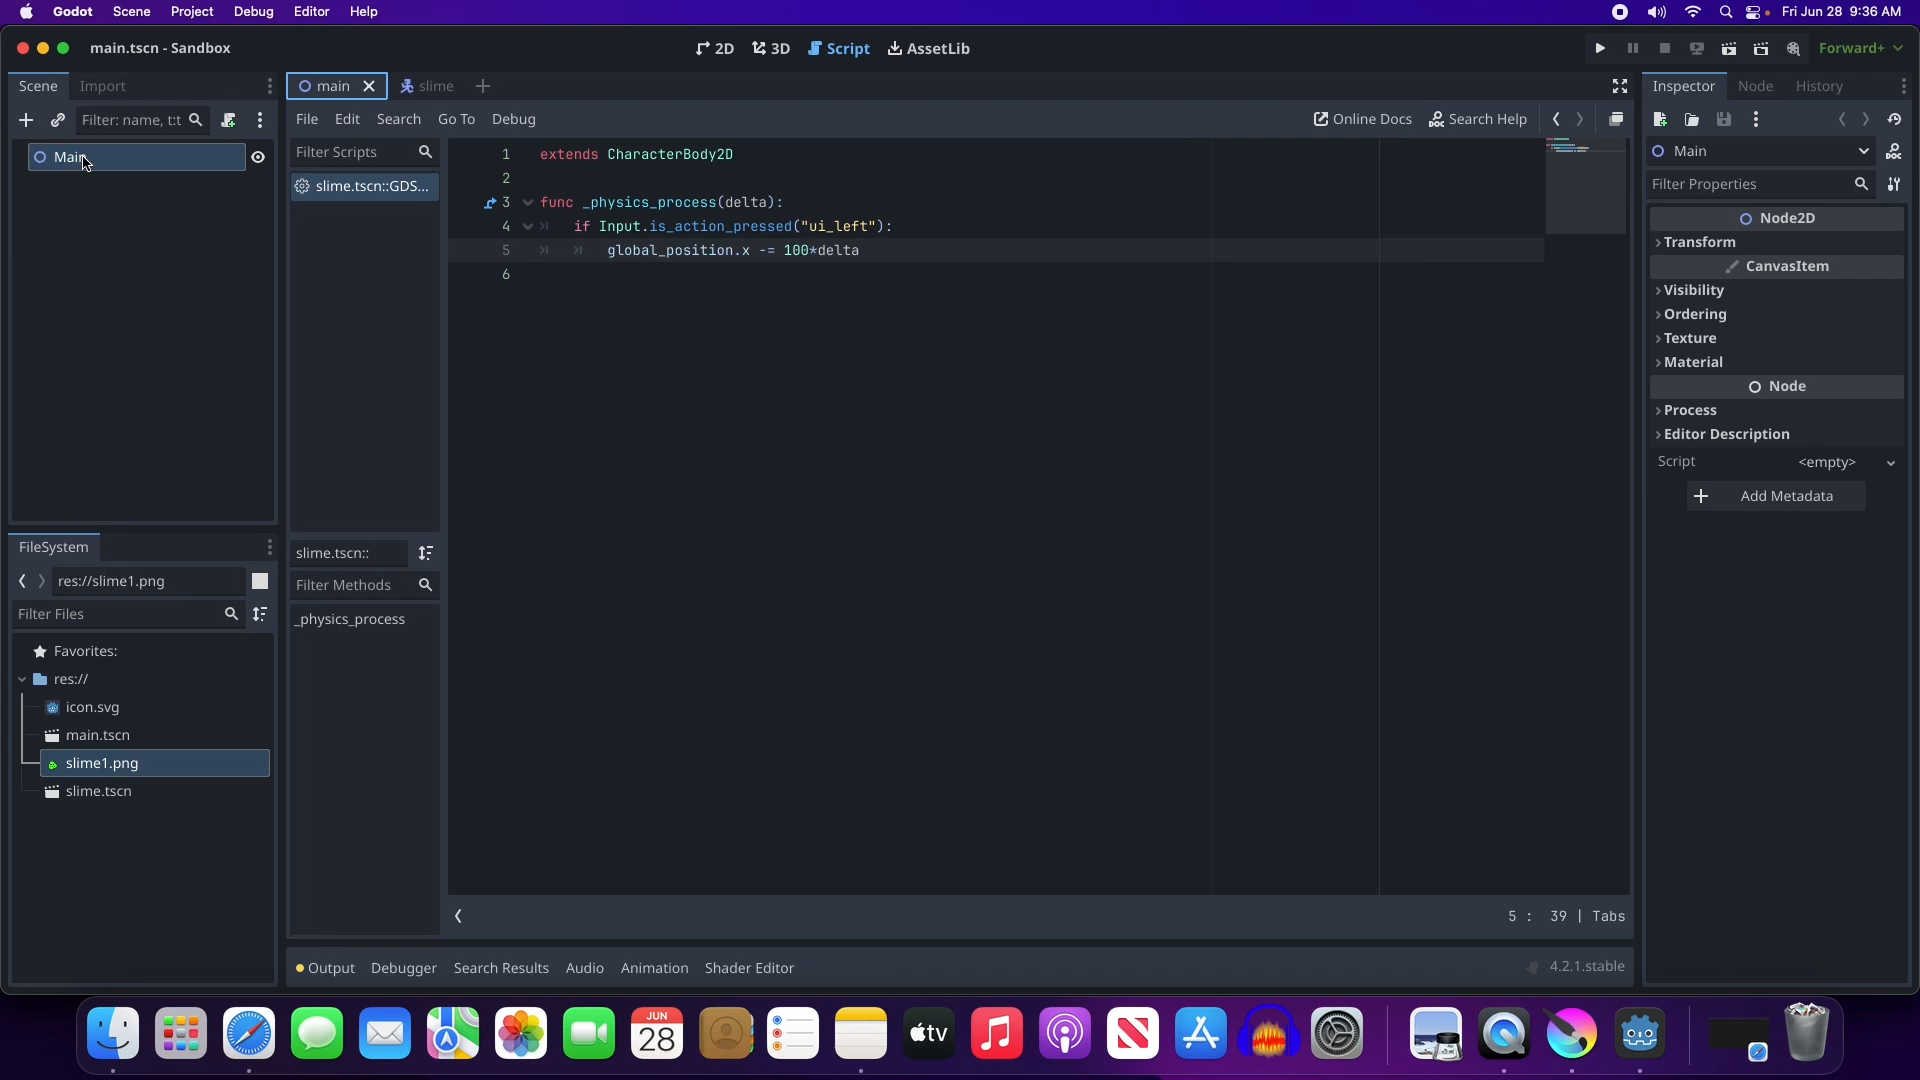 Godot Scene Project Debug Editor Help Fri Jun 28 9:36 AM
main.tscn - Sandbox 2D 3D Script AssetLib Forward+
Scene Import
Filter: name, t:t
Main
main slime
File Edit Search Go To Debug Online Docs Search Help
Filter Scripts
slime.tscn::GDS...
slime.tscn::
Filter Methods
_physics_process
1 extends CharacterBody2D
2
3 func _physics_process(delta):
4 if Input.is_action_pressed("ui_left"):
5 global_position.x -= 100*delta
6
5 : 39 | Tabs
Output Debugger Search Results Audio Animation Shader Editor 4.2.1.stable
Inspector Node History
Main
Filter Properties
Node2D
Transform
CanvasItem
Visibility
Ordering
Texture
Material
Node
Process
Editor Description
Script <empty>
Add Metadata
FileSystem
res://slime1.png
Filter Files
Favorites:
res://
icon.svg
main.tscn
slime1.png
slime.tscn
JUN
28
tv